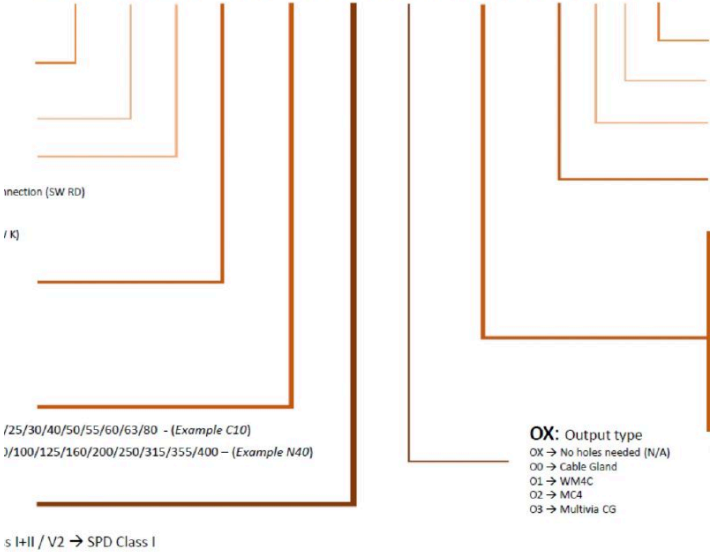 nnection (SW RD)
/ K)
/25/30/40/50/55/60/63/80 - (Example C10)
0/100/125/160/200/250/315/355/400 – (Example N40)
s I+II / V2 → SPD Class I
OX: Output type
OX → No holes needed (N/A)
O0 → Cable Gland
O1 → WM4C
O2 → MC4
O3 → Multivia CG